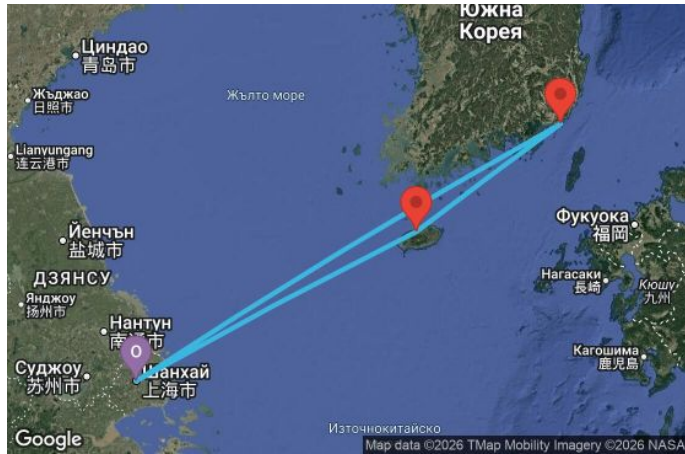 Южна
Корея
Циндао
青岛市
Жълто море
Жъджао
日照市
Lianyungang
连云港市
Йенчън
盐城市
Фукуока
福岡
ДЗЯНСУ
Нагасаки
長崎
Кюшу
九州
Янджоу
扬州市
Нантун
南通市
O
Суджоу
苏州市
Шанхай
上海市
Кагошима
鹿児島
Източнокитайско
Google
Map data ©2026 TMap Mobility Imagery ©2026 NASA